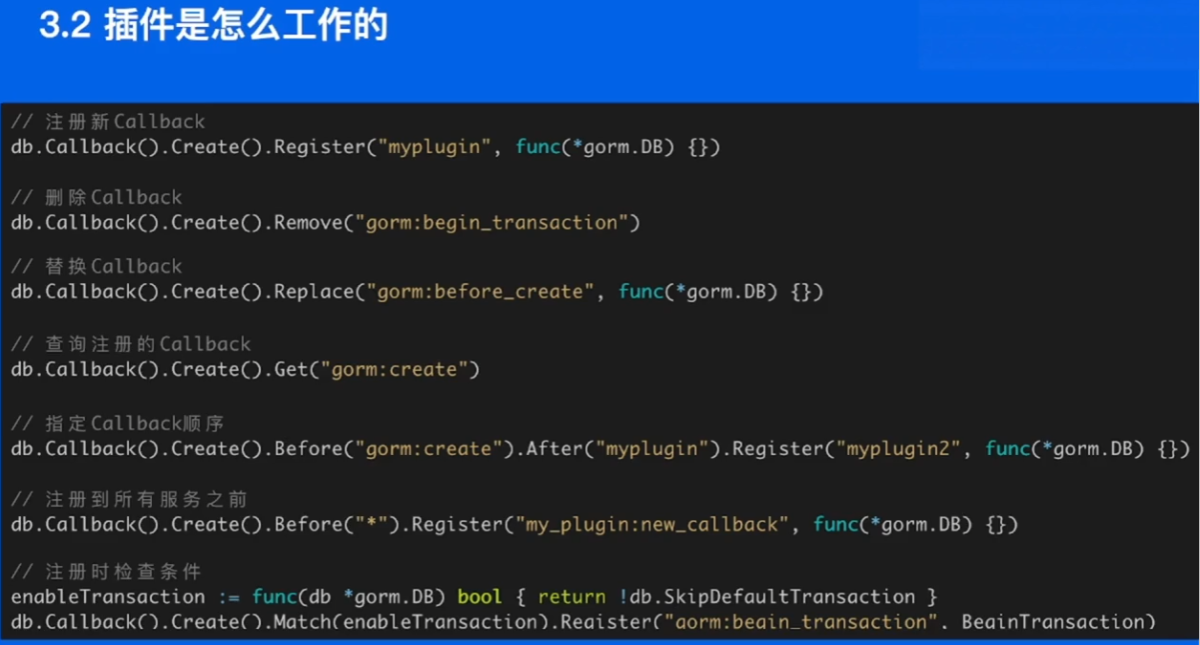 3.2 插件是怎么工作的
// 注册新Callback
db.Callback().Create().Register("myplugin", func(*gorm.DB) {})
// 删除Callback
db.Callback().Create().Remove("gorm:begin_transaction")
// 替换Callback
db.Callback().Create().Replace("gorm:before_create", func(*gorm.DB) {})
// 查询注册的Callback
db.Callback().Create().Get("gorm:create")
// 指定Callback顺序
db.Callback().Create().Before("gorm:create").After("myplugin").Register("myplugin2", func(*gorm.DB) {})
// 注册到所有服务之前
db.Callback().Create().Before("*").Register("my_plugin:new_callback", func(*gorm.DB) {})
// 注册时检查条件
enableTransaction := func(db *gorm.DB) bool { return !db.SkipDefaultTransaction }
db.Callback().Create().Match(enableTransaction).Register("gorm:begin_transaction", BeginTransaction)